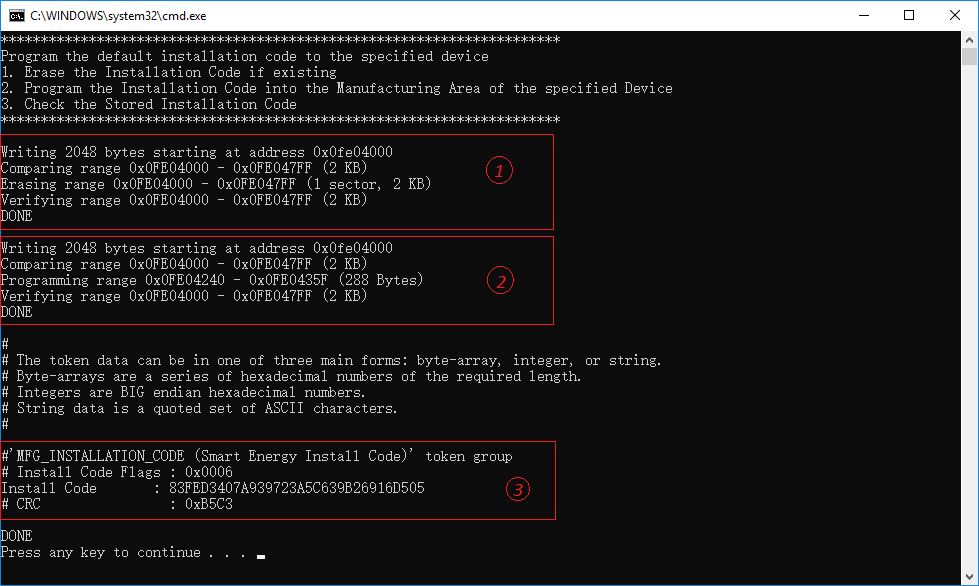 C:\WINDOWS\system32\cmd.exe
**********************************************************************
Program the default installation code to the specified device
1. Erase the Installation Code if existing
2. Program the Installation Code into the Manufacturing Area of the specified Device
3. Check the Stored Installation Code
**********************************************************************
Writing 2048 bytes starting at address 0x0fe04000
Comparing range 0x0FE04000 - 0x0FE047FF (2 KB)
Erasing range 0x0FE04000 - 0x0FE047FF (1 sector, 2 KB)
Verifying range 0x0FE04000 - 0x0FE047FF (2 KB)
DONE
1
Writing 2048 bytes starting at address 0x0fe04000
Comparing range 0x0FE04000 - 0x0FE047FF (2 KB)
Programming range 0x0FE04240 - 0x0FE0435F (288 Bytes)
Verifying range 0x0FE04000 - 0x0FE047FF (2 KB)
DONE
2
#
# The token data can be in one of three main forms: byte-array, integer, or string.
# Byte-arrays are a series of hexadecimal numbers of the required length.
# Integers are BIG endian hexadecimal numbers.
# String data is a quoted set of ASCII characters.
#
#'MFG_INSTALLATION_CODE (Smart Energy Install Code)' token group
# Install Code Flags : 0x0006
Install Code       : 83FED3407A939723A5C639B26916D505
# CRC                : 0xB5C3
3
DONE
Press any key to continue . . .